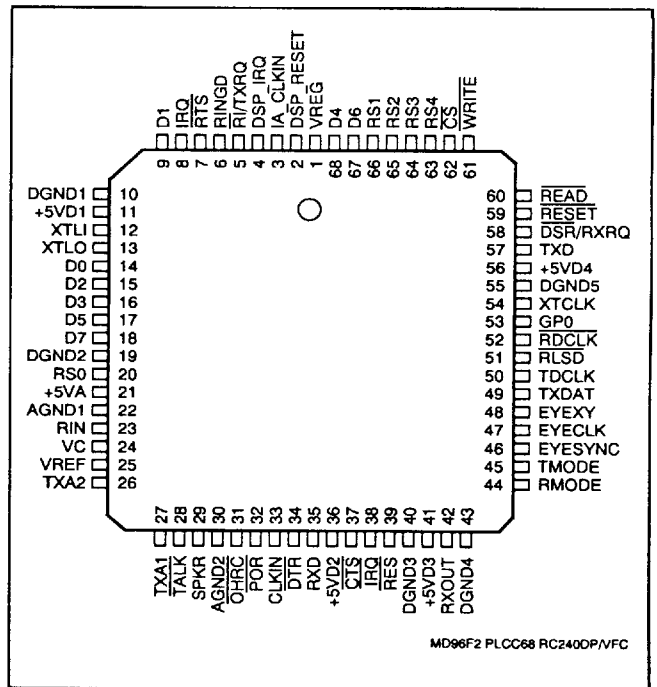 D1
IRQ
RTS
RINGD
RI/TXRQ
DSP_IRQ
IA_CLKIN
DSP_RESET
VREG
D4
D6
RS1
RS2
RS3
RS4
CS
WRITE
9 8 7 6 5 4 3 2 1 68 67 66 65 64 63 62 61
DGND1 10
+5VD1 11
XTLI 12
XTLO 13
D0 14
D2 15
D3 16
D5 17
D7 18
DGND2 19
RS0 20
+5VA 21
AGND1 22
RIN 23
VC 24
VREF 25
TXA2 26
60 READ
59 RESET
58 DSR/RXRQ
57 TXD
56 +5VD4
55 DGND5
54 XTCLK
53 GP0
52 RDCLK
51 RLSD
50 TDCLK
49 TXDAT
48 EYEXY
47 EYECLK
46 EYESYNC
45 TMODE
44 RMODE
27 28 29 30 31 32 33 34 35 36 37 38 39 40 41 42 43
TXA1
TALK
SPKR
AGND2
OHRC
POR
CLKIN
DTR
RXD
+5VD2
CTS
IRQ
RES
DGND3
+5VD3
RXOUT
DGND4
MD96F2 PLCC68 RC240DP/VFC